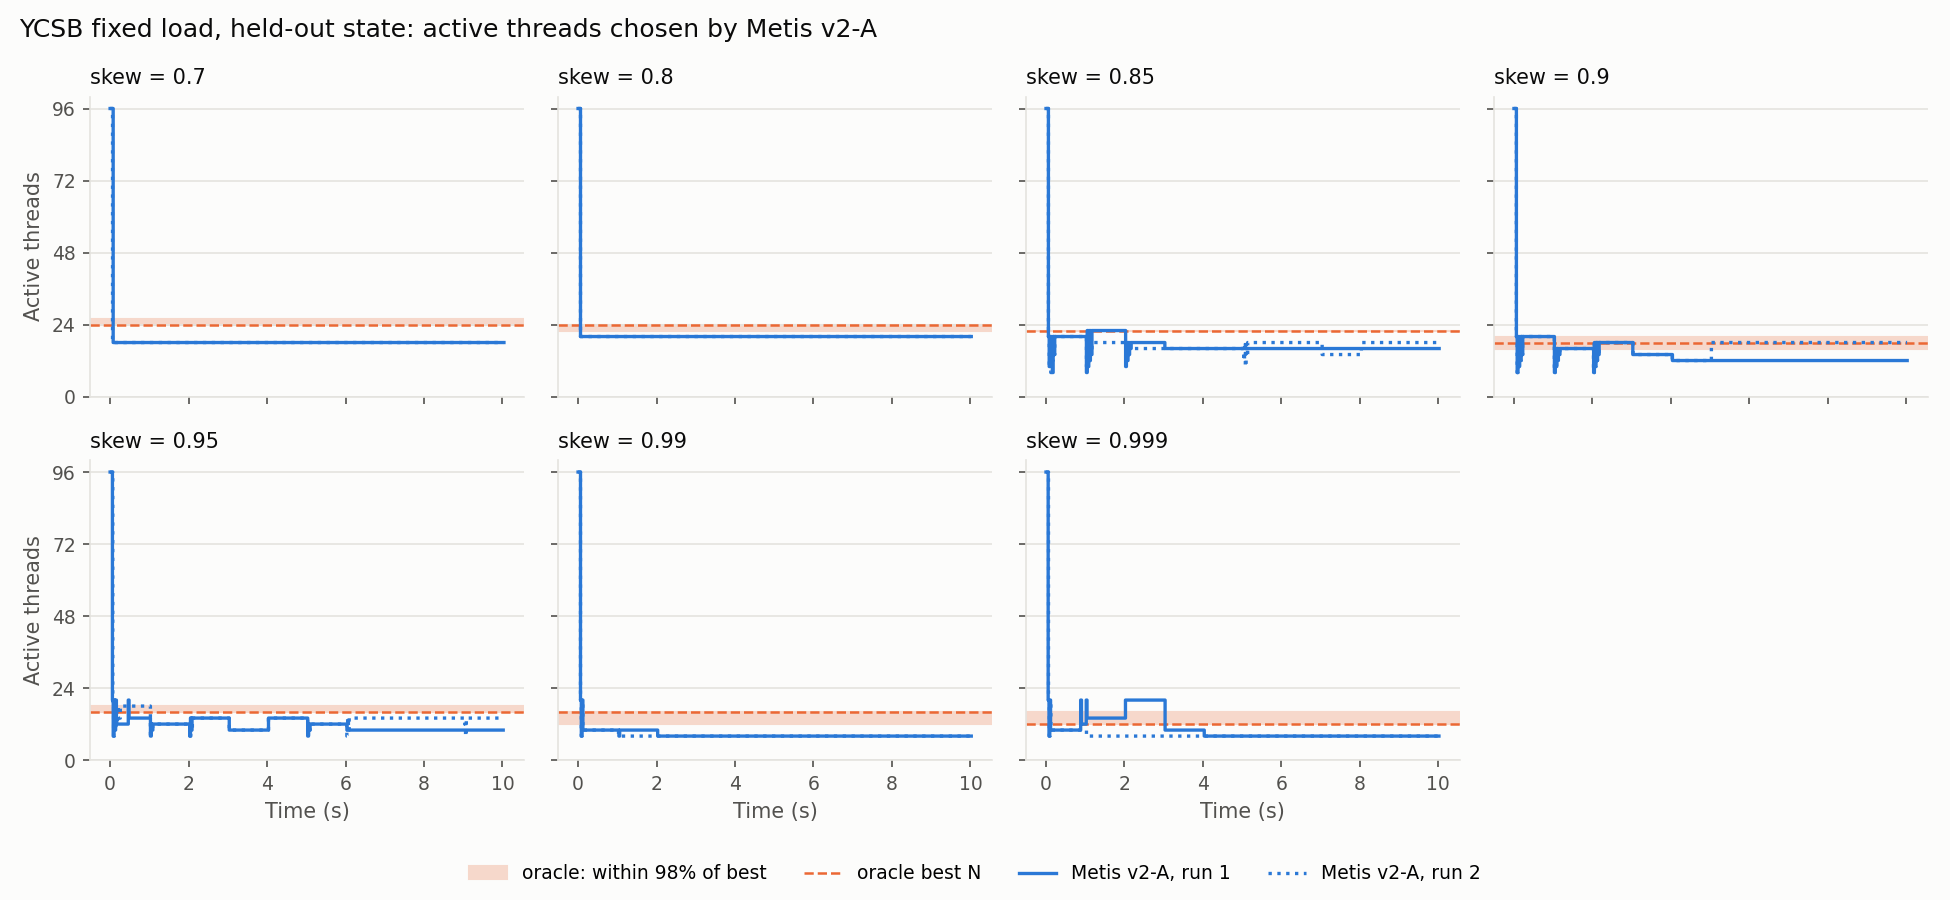 YCSB fixed load, held-out state: active threads chosen by Metis v2-A
skew = 0.7
skew = 0.8
skew = 0.85
skew = 0.9
96
72
48
24
0
Active threads
skew = 0.95
skew = 0.99
skew = 0.999
96
72
48
24
0
Active threads
0 2 4 6 8 10
0 2 4 6 8 10
0 2 4 6 8 10
Time (s)
Time (s)
Time (s)
oracle: within 98% of best
oracle best N
Metis v2-A, run 1
Metis v2-A, run 2